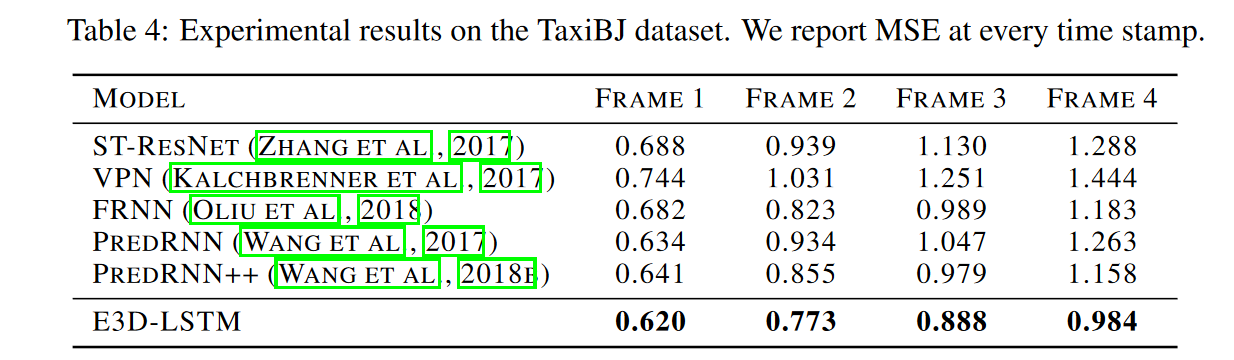 Table 4: Experimental results on the TaxiBJ dataset. We report MSE at every time stamp.
MODEL FRAME 1 FRAME 2 FRAME 3 FRAME 4
ST-RESNET (ZHANG ET AL., 2017) 0.688 0.939 1.130 1.288
VPN (KALCHBRENNER ET AL., 2017) 0.744 1.031 1.251 1.444
FRNN (OLIU ET AL., 2018) 0.682 0.823 0.989 1.183
PREDRNN (WANG ET AL., 2017) 0.634 0.934 1.047 1.263
PREDRNN++ (WANG ET AL., 2018B) 0.641 0.855 0.979 1.158
E3D-LSTM 0.620 0.773 0.888 0.984